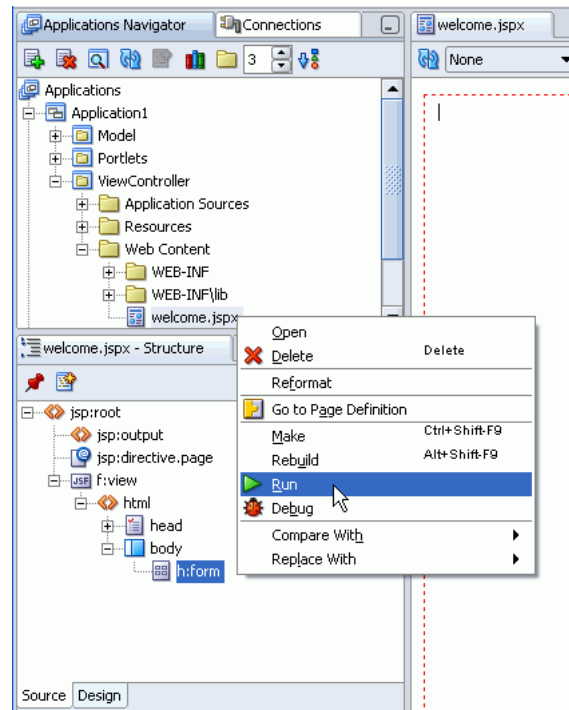 Applications Navigator
Connections
welcome.jspx
3
None
Applications
Application1
Model
Portlets
ViewController
Application Sources
Resources
Web Content
WEB-INF
WEB-INF\lib
welcome.jspx
welcome.jspx - Structure
jsp:root
jsp:output
jsp:directive.page
JSF f:view
html
head
body
h:form
Open
Delete Delete
Reformat
Go to Page Definition
Make Ctrl+Shift-F9
Rebuild Alt+Shift-F9
Run
Debug
Compare With
Replace With
Source Design